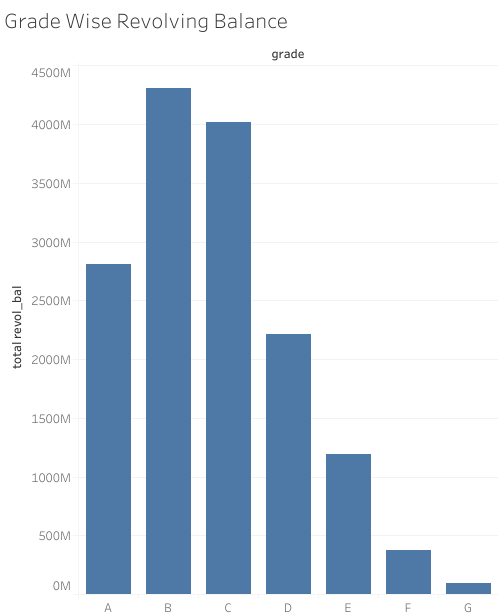 Grade Wise Revolving Balance
grade
4500M
4000M
3500M
3000M
2500M
2000M
1500M
1000M
500M
0M
total revol_bal
A B C D E F G